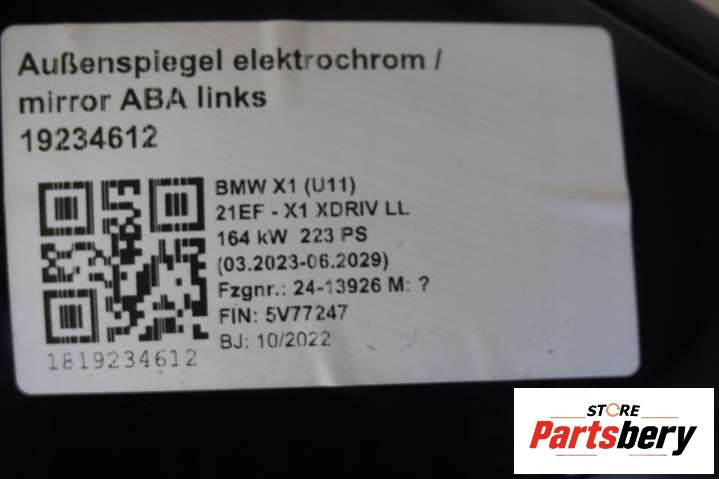 Außenspiegel elektrochrom /
mirror ABA links
19234612
BMW X1 (U11)
21EF - X1 XDRIV LL
164 kW 223 PS
(03.2023-06.2029)
Fzgnr.: 24-13926 M: ?
FIN: 5V77247
BJ: 10/2022
1819234612
STORE
Partsbery